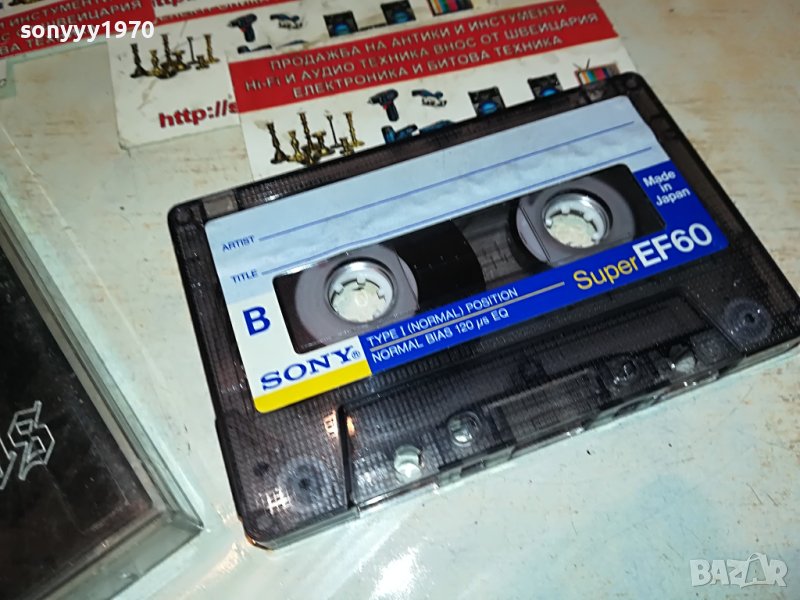 sonyyy1970
ПРОДАЖБА НА АНТИКИ И ИНСТУМЕНТИ
Hi-Fi И АУДИО ТЕХНИКА ВНОС ОТ ШВЕЙЦАРИЯ
ЕЛЕКТРОНИКА И БИТОВА ТЕХНИКА
http://s
ARTIST
TITLE
B
Made in Japan
Super EF60
TYPE I (NORMAL) POSITION
NORMAL BIAS 120 µs EQ
SONY®
BAZAR